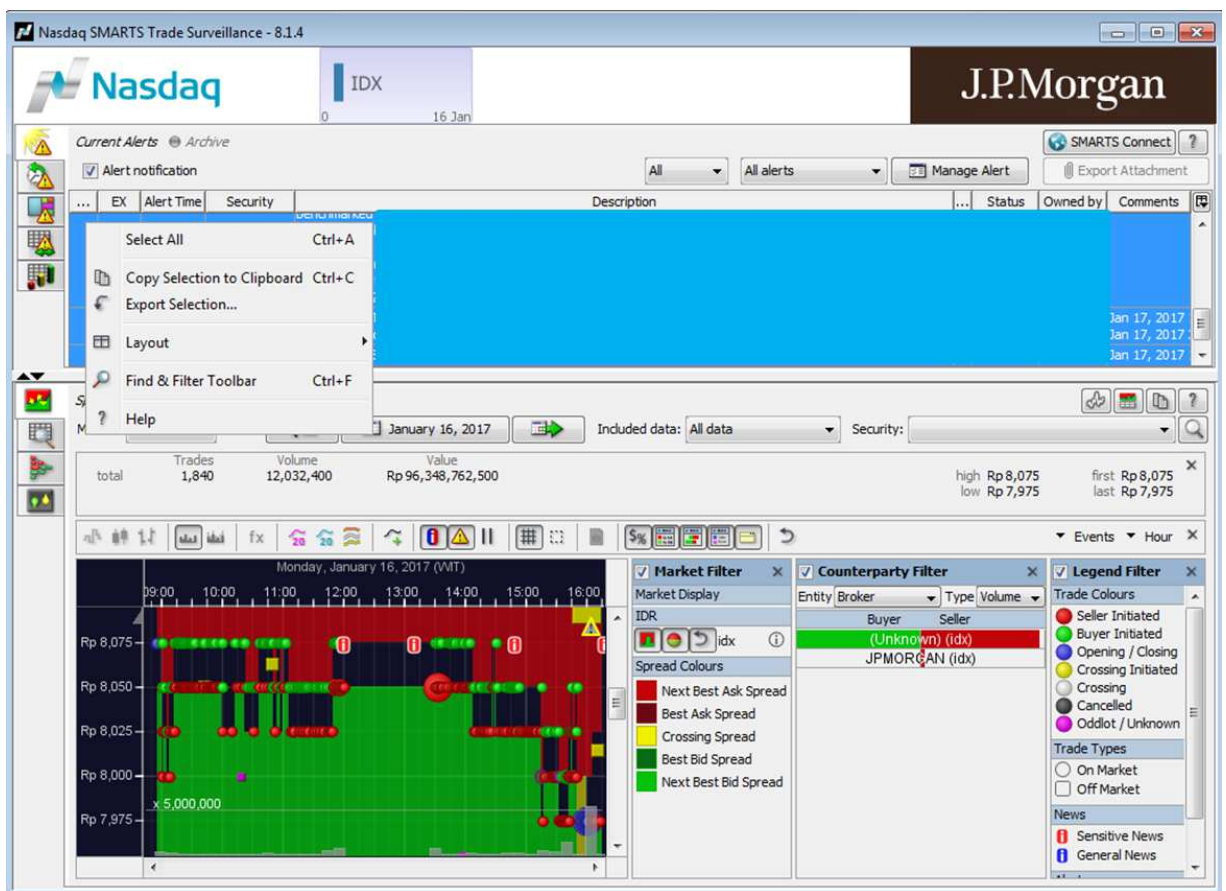 Nasdaq SMARTS Trade Surveillance - 8.1.4
Nasdaq
IDX
0 16 Jan
J.P.Morgan
Current Alerts Archive
SMARTS Connect ?
Alert notification
All All alerts Manage Alert Export Attachment
... EX Alert Time Security Description ... Status Owned by Comments
Select All Ctrl+A
Copy Selection to Clipboard Ctrl+C
Export Selection...
Layout
Find & Filter Toolbar Ctrl+F
? Help
Jan 17, 2017
Jan 17, 2017
Jan 17, 2017
?
January 16, 2017 Included data: All data Security:
Trades Volume Value
total 1,840 12,032,400 Rp 96,348,762,500
high Rp 8,075 first Rp 8,075
low Rp 7,975 last Rp 7,975
fx 20 20 $% Events Hour
Monday, January 16, 2017 (WIT)
09:00 10:00 11:00 12:00 13:00 14:00 15:00 16:00
Rp 8,075
Rp 8,050
Rp 8,025
Rp 8,000
x 5,000,000
Rp 7,975
Market Filter
Market Display
IDR
idx
Spread Colours
Next Best Ask Spread
Best Ask Spread
Crossing Spread
Best Bid Spread
Next Best Bid Spread
Counterparty Filter
Entity Broker Type Volume
Buyer Seller
(Unknown) (idx)
JPMORGAN (idx)
Legend Filter
Trade Colours
Seller Initiated
Buyer Initiated
Opening / Closing
Crossing Initiated
Crossing
Cancelled
Oddlot / Unknown
Trade Types
On Market
Off Market
News
Sensitive News
General News